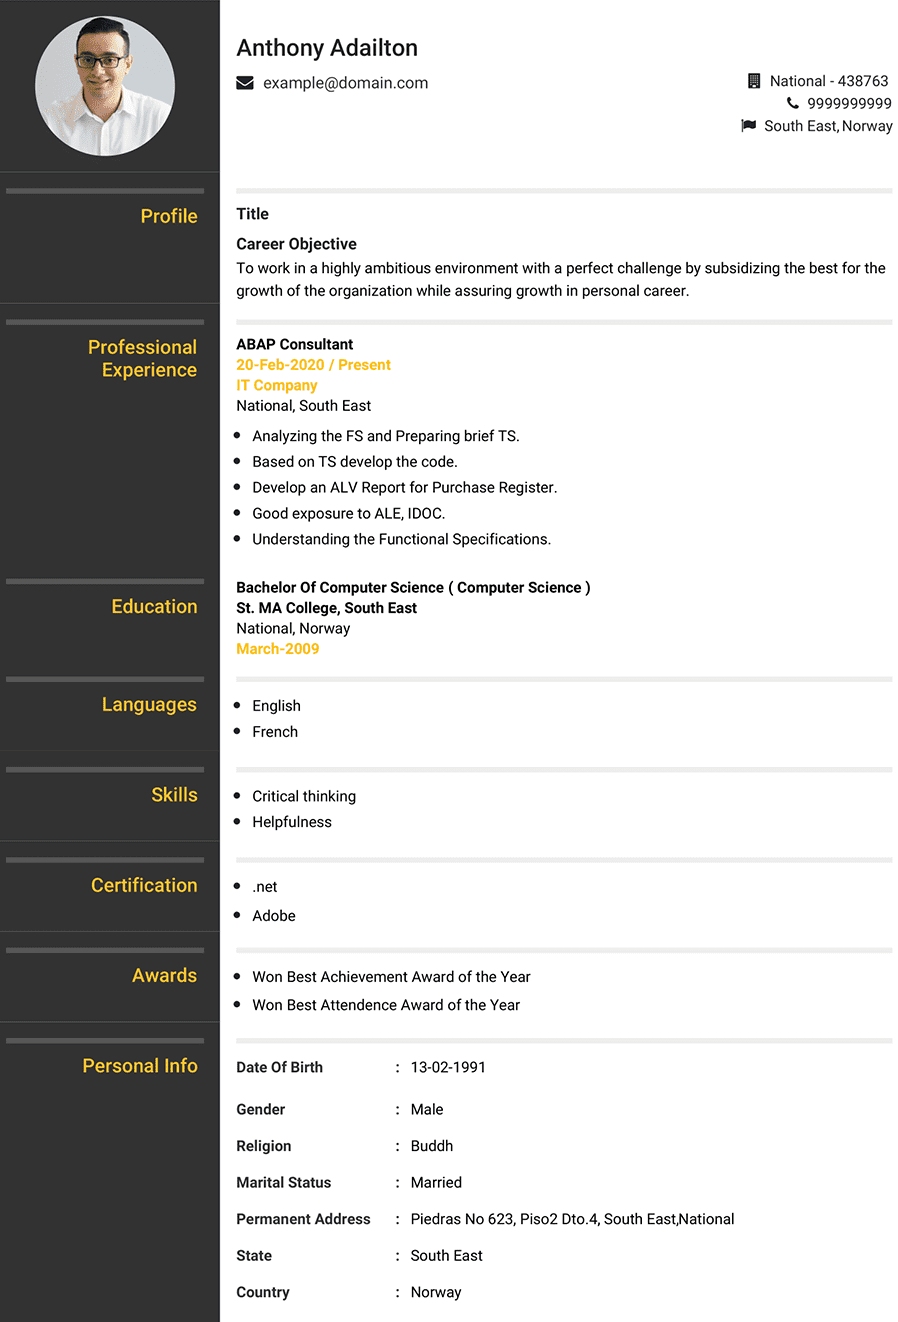 Anthony Adailton
example@domain.com
National - 438763
9999999999
South East, Norway
Profile
Title
Career Objective
To work in a highly ambitious environment with a perfect challenge by subsidizing the best for the
growth of the organization while assuring growth in personal career.
Professional
Experience
ABAP Consultant
20-Feb-2020 / Present
IT Company
National, South East
• Analyzing the FS and Preparing brief TS.
• Based on TS develop the code.
• Develop an ALV Report for Purchase Register.
• Good exposure to ALE, IDOC.
• Understanding the Functional Specifications.
Education
Bachelor Of Computer Science ( Computer Science )
St. MA College, South East
National, Norway
March-2009
Languages
• English
• French
Skills
• Critical thinking
• Helpfulness
Certification
• .net
• Adobe
Awards
• Won Best Achievement Award of the Year
• Won Best Attendence Award of the Year
Personal Info
Date Of Birth : 13-02-1991
Gender : Male
Religion : Buddh
Marital Status : Married
Permanent Address : Piedras No 623, Piso2 Dto.4, South East,National
State : South East
Country : Norway